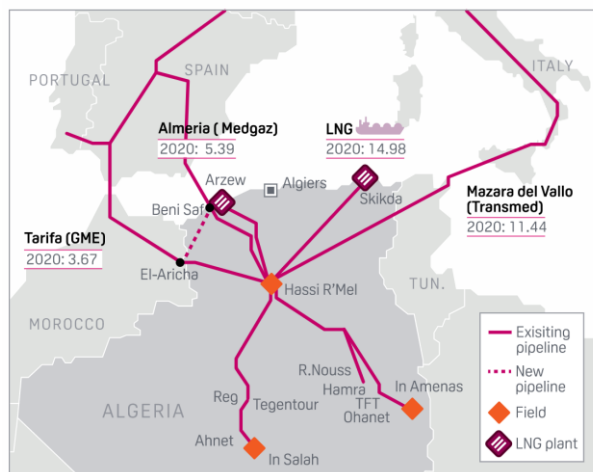 PORTUGAL
SPAIN
ITALY
Almeria ( Medgaz)
2020: 5.39
LNG
2020: 14.98
Arzew
Algiers
Skikda
Beni Saf
Mazara del Vallo
(Transmed)
2020: 11.44
Tarifa (GME)
2020: 3.67
El-Aricha
Hassi R'Mel
TUN.
MOROCCO
R.Nouss
Hamra
In Amenas
TFT
Ohanet
Reg
Tegentour
ALGERIA
Ahnet
In Salah
Exisiting
pipeline
New
pipeline
Field
LNG plant